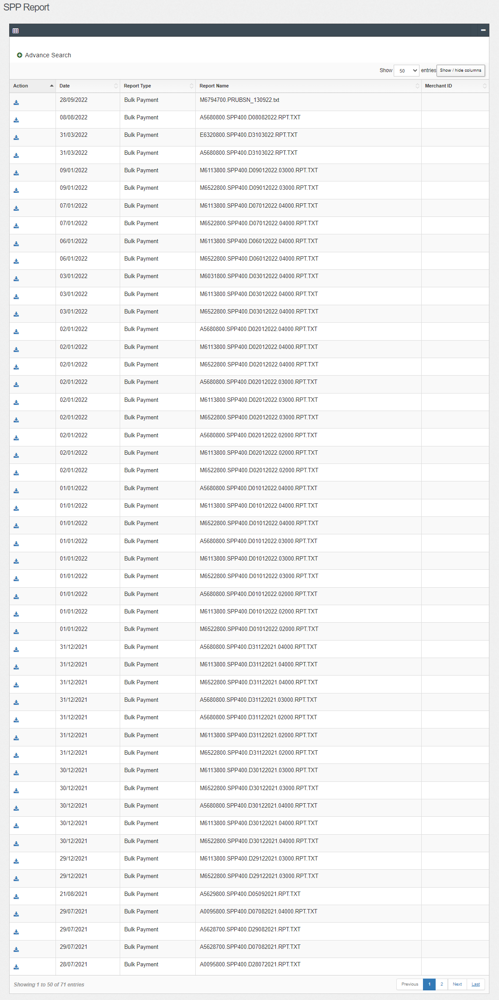 SPP Report
Advance Search
Show 50 entries Show / hide columns
Action Date Report Type Report Name Merchant ID
28/09/2022 Bulk Payment M6794700.PRUBSN_130922.txt
08/08/2022 Bulk Payment A5680800.SPP400.D08082022.RPT.TXT
31/03/2022 Bulk Payment E6320800.SPP400.D3103022.RPT.TXT
31/03/2022 Bulk Payment A5680800.SPP400.D3103022.RPT.TXT
09/01/2022 Bulk Payment M6113800.SPP400.D09012022.03000.RPT.TXT
09/01/2022 Bulk Payment M6522800.SPP400.D09012022.03000.RPT.TXT
07/01/2022 Bulk Payment M6113800.SPP400.D07012022.04000.RPT.TXT
07/01/2022 Bulk Payment M6522800.SPP400.D07012022.04000.RPT.TXT
06/01/2022 Bulk Payment M6113800.SPP400.D06012022.04000.RPT.TXT
06/01/2022 Bulk Payment M6522800.SPP400.D06012022.04000.RPT.TXT
03/01/2022 Bulk Payment M6031800.SPP400.D03012022.04000.RPT.TXT
03/01/2022 Bulk Payment M6113800.SPP400.D03012022.04000.RPT.TXT
03/01/2022 Bulk Payment M6522800.SPP400.D03012022.04000.RPT.TXT
02/01/2022 Bulk Payment A5680800.SPP400.D02012022.04000.RPT.TXT
02/01/2022 Bulk Payment M6113800.SPP400.D02012022.04000.RPT.TXT
02/01/2022 Bulk Payment M6522800.SPP400.D02012022.04000.RPT.TXT
02/01/2022 Bulk Payment A5680800.SPP400.D02012022.03000.RPT.TXT
02/01/2022 Bulk Payment M6113800.SPP400.D02012022.03000.RPT.TXT
02/01/2022 Bulk Payment M6522800.SPP400.D02012022.03000.RPT.TXT
02/01/2022 Bulk Payment A5680800.SPP400.D02012022.02000.RPT.TXT
02/01/2022 Bulk Payment M6113800.SPP400.D02012022.02000.RPT.TXT
02/01/2022 Bulk Payment M6522800.SPP400.D02012022.02000.RPT.TXT
01/01/2022 Bulk Payment A5680800.SPP400.D01012022.04000.RPT.TXT
01/01/2022 Bulk Payment M6113800.SPP400.D01012022.04000.RPT.TXT
01/01/2022 Bulk Payment M6522800.SPP400.D01012022.04000.RPT.TXT
01/01/2022 Bulk Payment A5680800.SPP400.D01012022.03000.RPT.TXT
01/01/2022 Bulk Payment M6113800.SPP400.D01012022.03000.RPT.TXT
01/01/2022 Bulk Payment M6522800.SPP400.D01012022.03000.RPT.TXT
01/01/2022 Bulk Payment A5680800.SPP400.D01012022.02000.RPT.TXT
01/01/2022 Bulk Payment M6113800.SPP400.D01012022.02000.RPT.TXT
01/01/2022 Bulk Payment M6522800.SPP400.D01012022.02000.RPT.TXT
31/12/2021 Bulk Payment A5680800.SPP400.D31122021.04000.RPT.TXT
31/12/2021 Bulk Payment M6113800.SPP400.D31122021.04000.RPT.TXT
31/12/2021 Bulk Payment M6522800.SPP400.D31122021.04000.RPT.TXT
31/12/2021 Bulk Payment A5680800.SPP400.D31122021.03000.RPT.TXT
31/12/2021 Bulk Payment A5680800.SPP400.D31122021.02000.RPT.TXT
31/12/2021 Bulk Payment M6113800.SPP400.D31122021.02000.RPT.TXT
31/12/2021 Bulk Payment M6522800.SPP400.D31122021.02000.RPT.TXT
30/12/2021 Bulk Payment M6113800.SPP400.D30122021.03000.RPT.TXT
30/12/2021 Bulk Payment M6522800.SPP400.D30122021.03000.RPT.TXT
30/12/2021 Bulk Payment A5680800.SPP400.D30122021.04000.RPT.TXT
30/12/2021 Bulk Payment M6113800.SPP400.D30122021.04000.RPT.TXT
30/12/2021 Bulk Payment M6522800.SPP400.D30122021.04000.RPT.TXT
29/12/2021 Bulk Payment M6113800.SPP400.D29122021.03000.RPT.TXT
29/12/2021 Bulk Payment M6522800.SPP400.D29122021.03000.RPT.TXT
21/08/2021 Bulk Payment A5629800.SPP400.D05092021.RPT.TXT
29/07/2021 Bulk Payment A0095800.SPP400.D07082021.04000.RPT.TXT
29/07/2021 Bulk Payment A5628700.SPP400.D29082021.RPT.TXT
29/07/2021 Bulk Payment A5628700.SPP400.D07082021.RPT.TXT
28/07/2021 Bulk Payment A0095800.SPP400.D28072021.RPT.TXT
Showing 1 to 50 of 71 entries Previous 1 2 Next Last